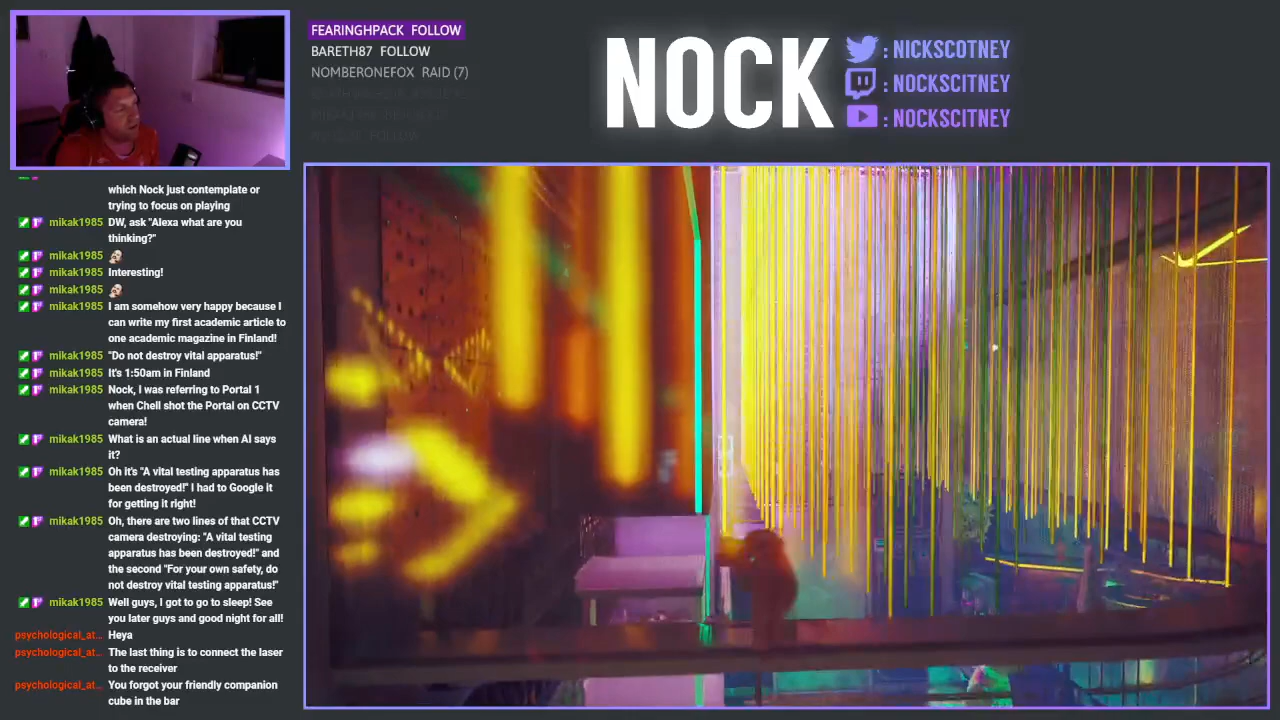 FEARINGHPACK FOLLOW
BARETH87 FOLLOW
NOMBERONEFOX RAID (7)
NOCK
: NICKSCOTNEY
: NOCKSCITNEY
: NOCKSCITNEY
which Nock just contemplate or
trying to focus on playing
mikak1985 DW, ask "Alexa what are you
thinking?"
mikak1985
mikak1985 Interesting!
mikak1985
mikak1985 I am somehow very happy because I
can write my first academic article to
one academic magazine in Finland!
mikak1985 "Do not destroy vital apparatus!"
mikak1985 It's 1:50am in Finland
mikak1985 Nock, I was referring to Portal 1
when Chell shot the Portal on CCTV
camera!
mikak1985 What is an actual line when AI says
it?
mikak1985 Oh it's "A vital testing apparatus has
been destroyed!" I had to Google it
for getting it right!
mikak1985 Oh, there are two lines of that CCTV
camera destroying: "A vital testing
apparatus has been destroyed!" and
the second "For your own safety, do
not destroy vital testing apparatus!"
mikak1985 Well guys, I got to go to sleep! See
you later guys and good night for all!
psychological_at... Heya
psychological_at... The last thing is to connect the laser
to the receiver
psychological_at... You forgot your friendly companion
cube in the bar